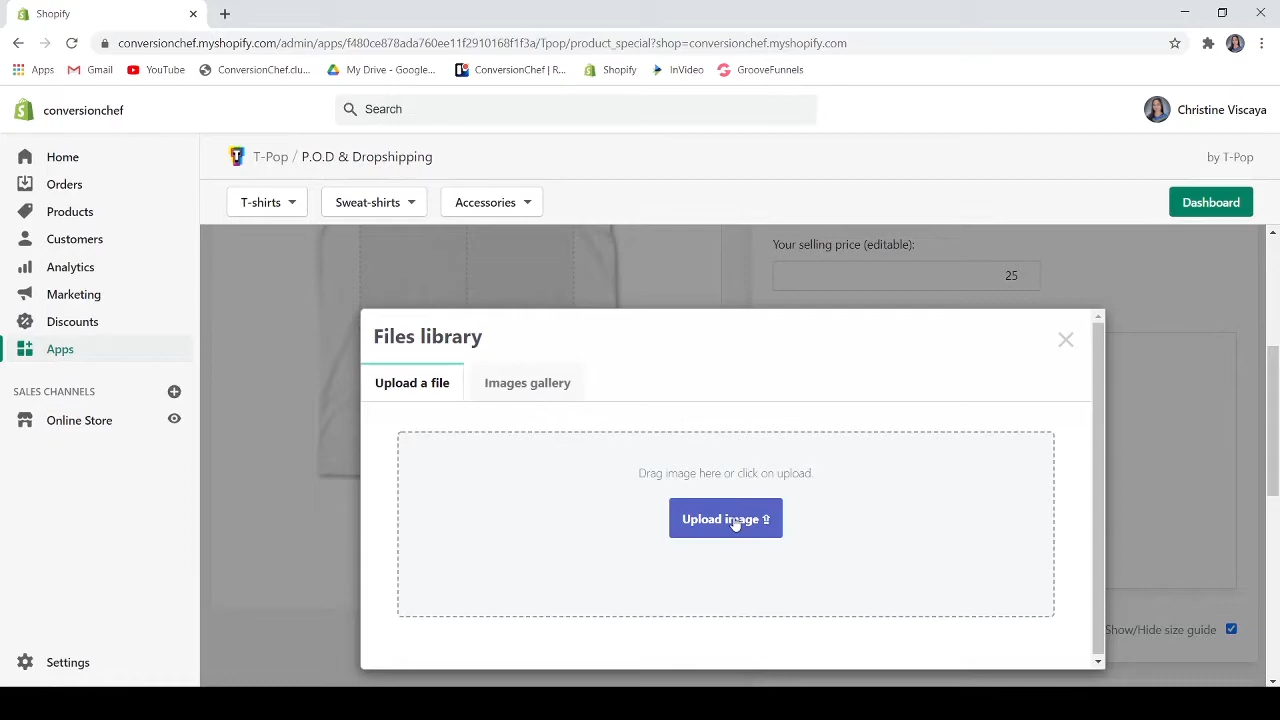 Shopify
conversionchef.myshopify.com/admin/apps/f480ce878ada760ee11f2910168f1f3a/Tpop/product_special?shop=conversionchef.myshopify.com
Apps Gmail YouTube ConversionChef.clu... My Drive - Google... ConversionChef | R... Shopify InVideo GrooveFunnels
conversionchef Search Christine Viscaya
Home
Orders
Products
Customers
Analytics
Marketing
Discounts
Apps
SALES CHANNELS
Online Store
Settings
T-Pop / P.O.D & Dropshipping by T-Pop
T-shirts Sweat-shirts Accessories Dashboard
Your selling price (editable):
25
Files library
Upload a file Images gallery
Drag image here or click on upload.
Upload image
Show/Hide size guide